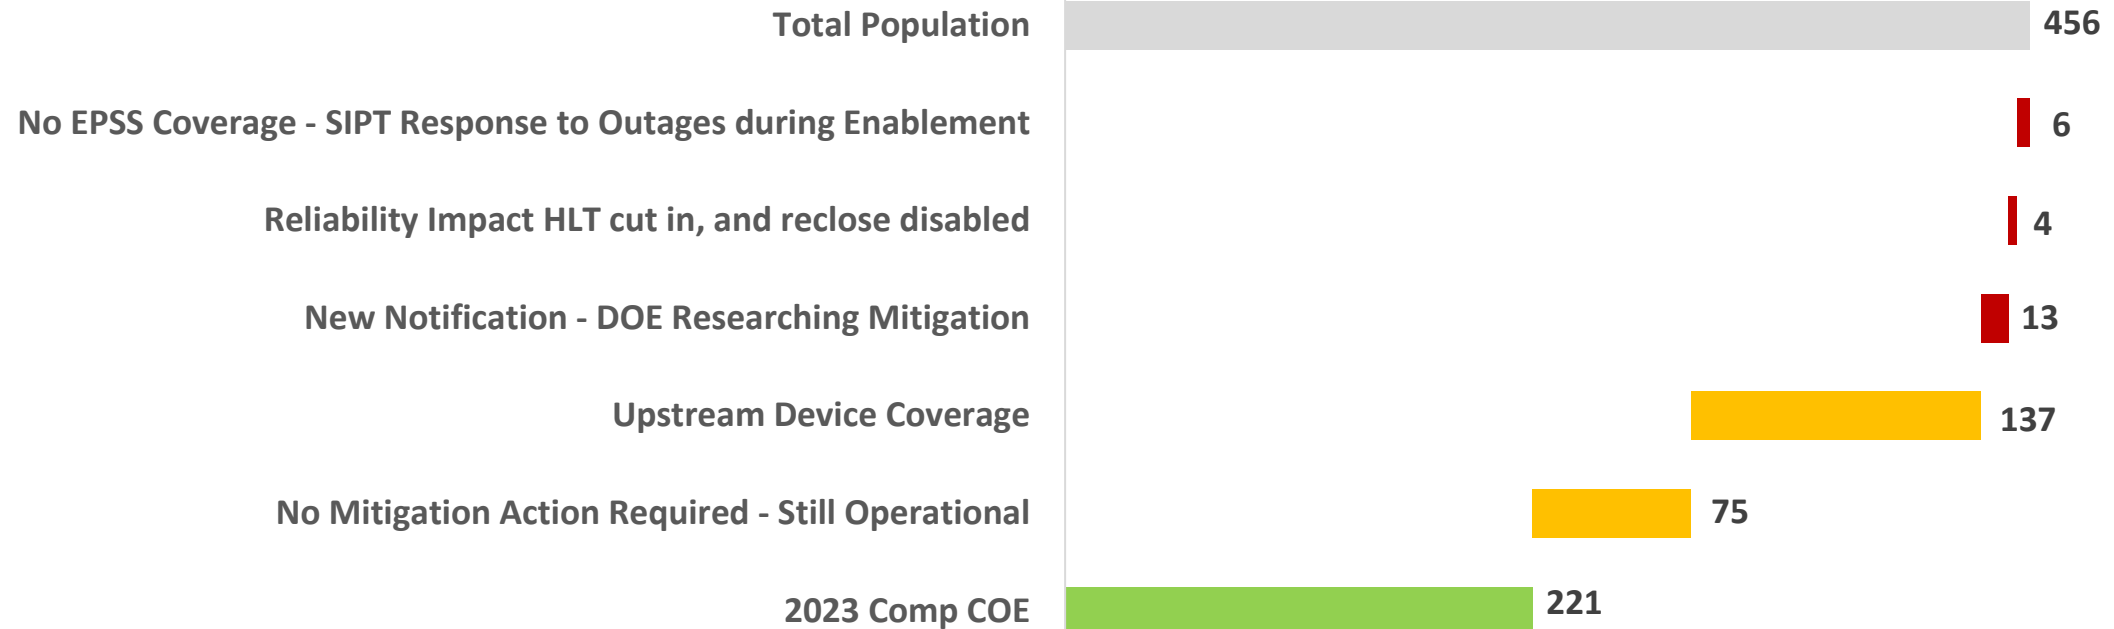 Total Population 456
No EPSS Coverage - SIPT Response to Outages during Enablement 6
Reliability Impact HLT cut in, and reclose disabled 4
New Notification - DOE Researching Mitigation 13
Upstream Device Coverage 137
No Mitigation Action Required - Still Operational 75
2023 Comp COE 221